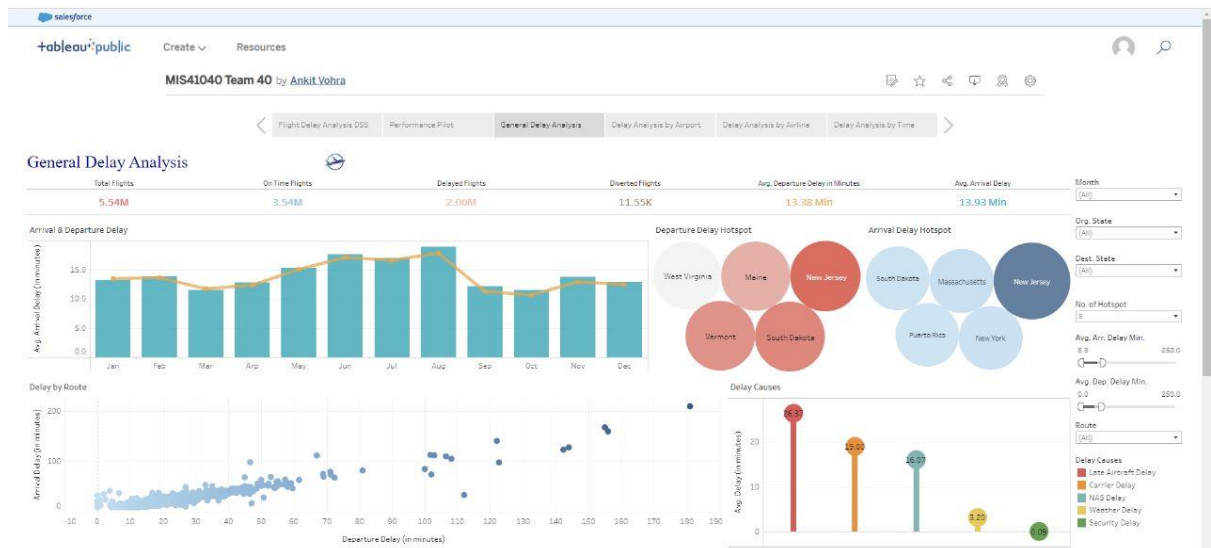 salesforce
+ableau public Create Resources
MIS41040 Team 40 by Ankit Vohra
Flight Delay Analysis DSS Performance Pilot General Delay Analysis Delay Analysis by Airport Delay Analysis by Airline Delay Analysis by Time
General Delay Analysis
Total Flights On Time Flights Delayed Flights Diverted Flights Avg. Departure Delay in Minutes Avg. Arrival Delay
5.54M 3.54M 2.00M 11.55K 13.38 Min 13.93 Min
Month
(All)
Org. State
(All)
Dest. State
(All)
No. of Hotspot
5
Avg. Arr. Delay Min.
8.8 293.0
Avg. Dep. Delay Min.
0.0 250.0
Route
(All)
Delay Causes
Late Aircraft Delay
Carrier Delay
NAS Delay
Weather Delay
Security Delay
Arrival & Departure Delay
Avg. Arrival Delay (in minutes)
15.0
10.0
5.0
0.0
Jan Feb Mar Arp May Jun Jul Aug Sep Oct Nov Dec
Departure Delay Hotspot
West Virginia Maine New Jersey
Vermont South Dakota
Arrival Delay Hotspot
South Dakota Massachusetts New Jersey
Puerto Rico New York
Delay by Route
Arrival Delay (in minutes)
200
100
0
-10 0 10 20 30 40 50 60 70 80 90 100 110 120 130 140 150 160 170 180 190
Departure Delay (in minutes)
Delay Causes
Avg. Delay (in minutes)
20
10
0
26.37
19.00
16.07
3.20
0.09